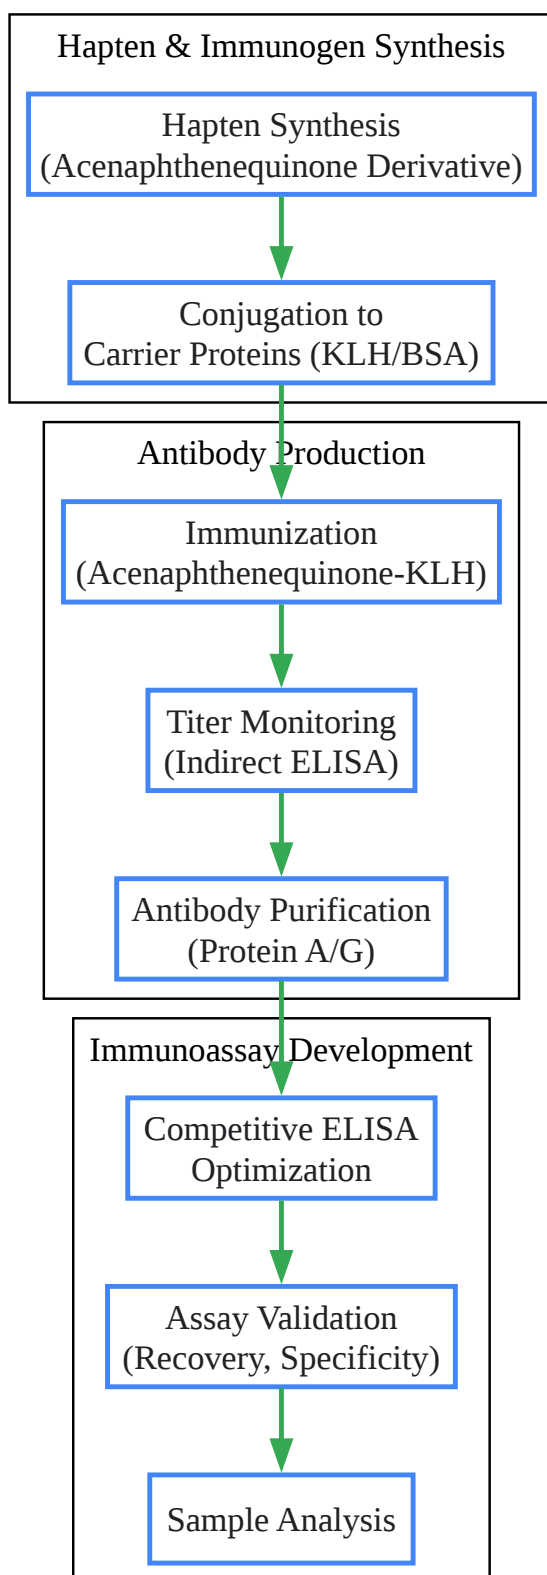 Hapten & Immunogen Synthesis
Hapten Synthesis
(Acenaphthenequinone Derivative)
Conjugation to
Carrier Proteins (KLH/BSA)
Antibody Production
Immunization
(Acenaphthenequinone-KLH)
Titer Monitoring
(Indirect ELISA)
Antibody Purification
(Protein A/G)
Immunoassay Development
Competitive ELISA
Optimization
Assay Validation
(Recovery, Specificity)
Sample Analysis